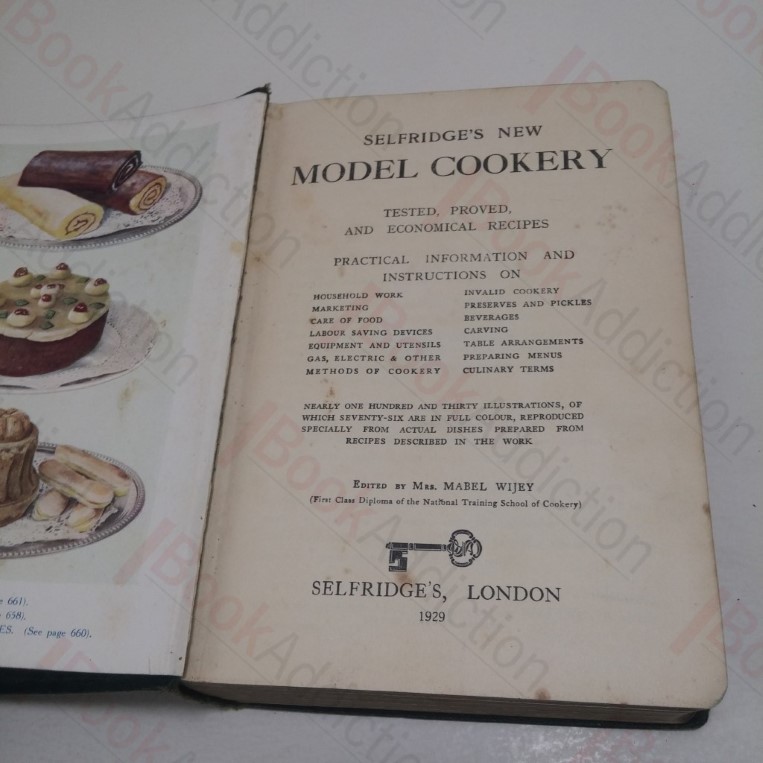 e 661).
e 658).
ES. (See page 660).
SELFRIDGE'S NEW
MODEL COOKERY
TESTED, PROVED,
AND ECONOMICAL RECIPES
PRACTICAL INFORMATION AND
INSTRUCTIONS ON
HOUSEHOLD WORK
MARKETING
CARE OF FOOD
LABOUR SAVING DEVICES
EQUIPMENT AND UTENSILS
GAS, ELECTRIC & OTHER
METHODS OF COOKERY
INVALID COOKERY
PRESERVES AND PICKLES
BEVERAGES
CARVING
TABLE ARRANGEMENTS
PREPARING MENUS
CULINARY TERMS
NEARLY ONE HUNDRED AND THIRTY ILLUSTRATIONS, OF
WHICH SEVENTY-SIX ARE IN FULL COLOUR, REPRODUCED
SPECIALLY FROM ACTUAL DISHES PREPARED FROM
RECIPES DESCRIBED IN THE WORK
EDITED BY MRS. MABEL WIJEY
(First Class Diploma of the National Training School of Cookery)
SELFRIDGE'S, LONDON
1929
BookAddiction